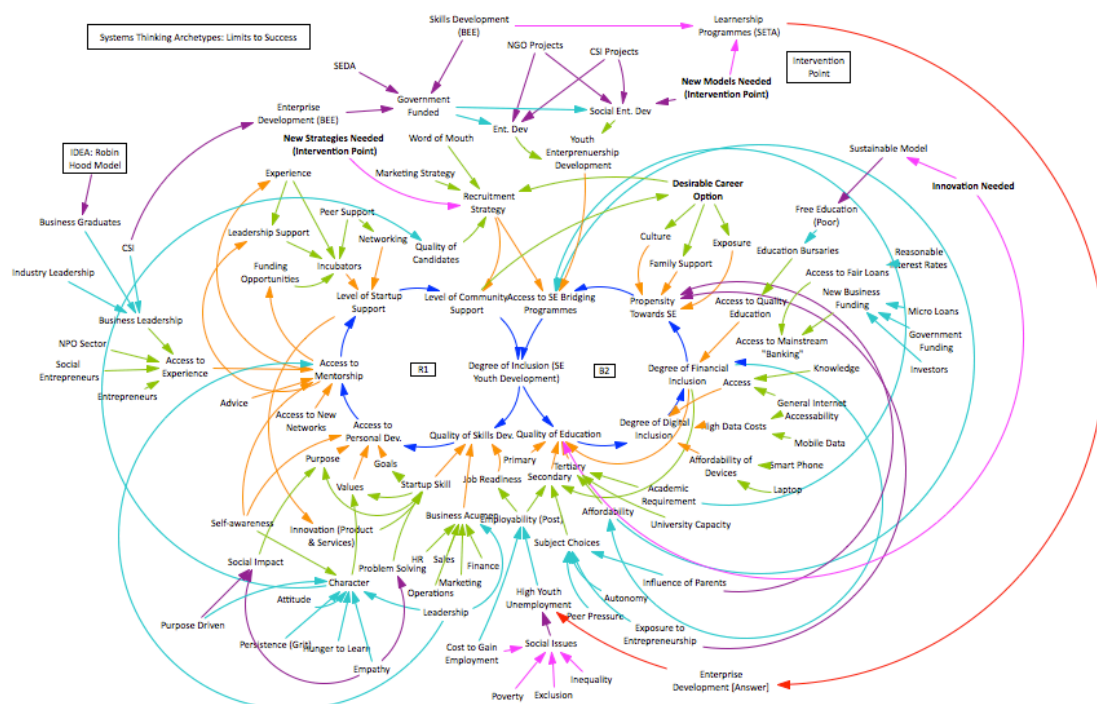 Skills Development
(BEE)
Learnership
Programmes (SETA)
Systems Thinking Archetypes: Limits to Success
NGO Projects
CSI Projects
Intervention
Point
SEDA
New Models Needed
(Intervention Point)
Government
Funded
Social Ent. Dev
Enterprise
Development (BEE)
Ent. Dev
New Strategies Needed
(Intervention Point)
Word of Mouth
Youth
Enterprenuership
Development
Sustainable Model
IDEA: Robin
Hood Model
Experience
Marketing Strategy
Recruitment
Strategy
Desirable Career
Option
Innovation Needed
Business Graduates
Peer Support
Free Education
(Poor)
Leadership Support
Networking
Culture
Exposure
CSI
Quality of
Candidates
Education Bursaries
Reasonable
Interest Rates
Industry Leadership
Funding
Opportunities
Incubators
Family Support
Access to Fair Loans
Level of Startup
Support
Level of Community
Support
Access to SE Bridging
Programmes
Propensity
Towards SE
Access to Quality
Education
New Business
Funding
Micro Loans
Business Leadership
Government
Funding
NPO Sector
Access to Mainstream
"Banking"
Social
Entrepreneurs
Access to
Experience
Access to
Mentorship
R1
Degree of Inclusion (SE
Youth Development)
B2
Degree of Financial
Inclusion
Knowledge
Investors
Access
Entrepreneurs
Advice
General Internet
Accessability
Access to New
Networks
Access to
Personal Dev.
Quality of Skills Dev.
Quality of Education
Degree of Digital
Inclusion
High Data Costs
Mobile Data
Purpose
Goals
Primary
Tertiary
Secondary
Affordability of
Devices
Smart Phone
Values
Startup Skill
Job Readiness
Academic
Requirement
Laptop
Self-awareness
Innovation (Product
& Services)
Business Acumen
Employability (Post)
Affordability
University Capacity
Subject Choices
Social Impact
Problem Solving
HR
Sales
Finance
Character
Operations
Marketing
Influence of Parents
Attitude
Leadership
High Youth
Unemployment
Autonomy
Purpose Driven
Peer Pressure
Persistence (Grit)
Hunger to Learn
Exposure to
Entrepreneurship
Cost to Gain
Employment
Social Issues
Empathy
Inequality
Poverty
Exclusion
Enterprise
Development [Answer]